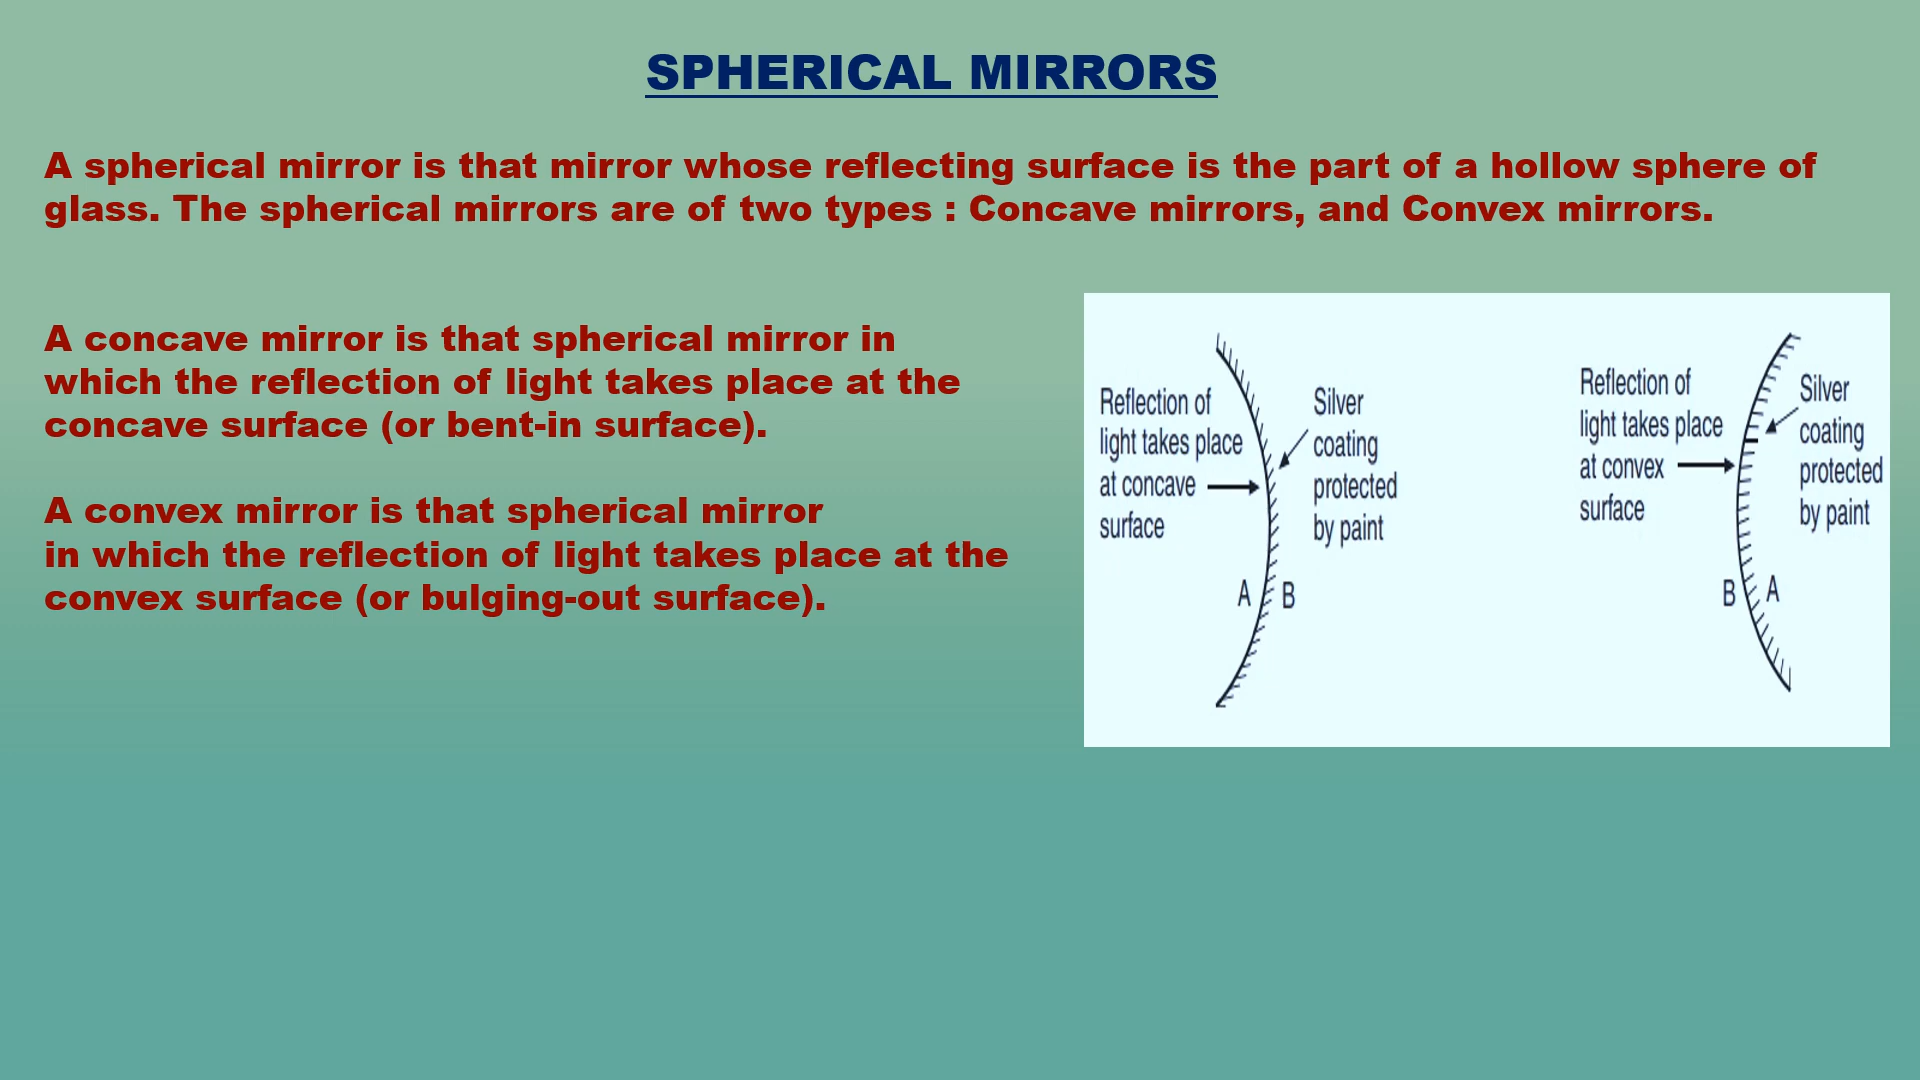 SPHERICAL MIRRORS
A spherical mirror is that mirror whose reflecting surface is the part of a hollow sphere of
glass. The spherical mirrors are of two types : Concave mirrors, and Convex mirrors.
A concave mirror is that spherical mirror in
which the reflection of light takes place at the
concave surface (or bent-in surface).
A convex mirror is that spherical mirror
in which the reflection of light takes place at the
convex surface (or bulging-out surface).
Reflection of
light takes place
at concave
surface
Silver
coating
protected
by paint
A B
Reflection of
light takes place
at convex
surface
Silver
coating
protected
by paint
B A